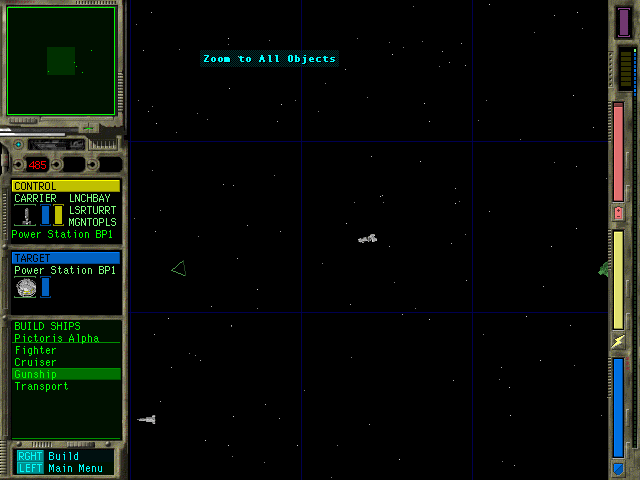 Zoom to All Objects
485
CONTROL
CARRIER LNCHBAY
LSRTURRT
MGNTOPLS
Power Station BP1
TARGET
Power Station BP1
BUILD SHIPS
Pictoris Alpha
Fighter
Cruiser
Gunship
Transport
RGHT Build
LEFT Main Menu